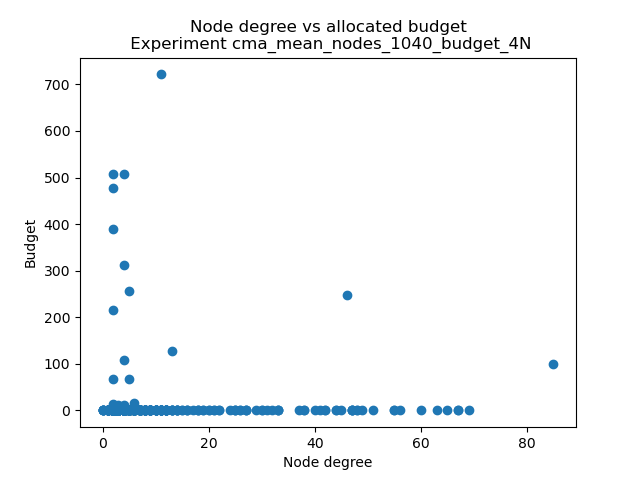 Node degree vs allocated budget
Experiment cma_mean_nodes_1040_budget_4N
700
600
500
400
300
200
100
0
Budget
0 20 40 60 80
Node degree